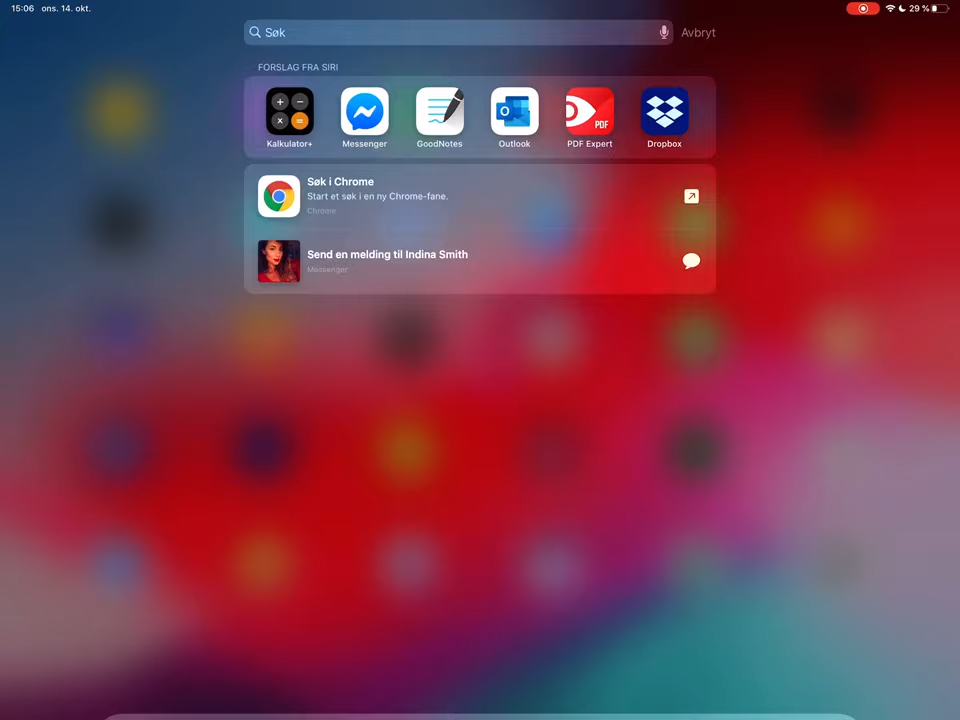 15:06 ons. 14. okt.
29 %
Søk
Avbryt
FORSLAG FRA SIRI
PDF
Kalkulator+
Messenger
GoodNotes
Outlook
PDF Expert
Dropbox
Søk i Chrome
Start et søk i en ny Chrome-fane.
Chrome
Send en melding til Indina Smith
Messenger